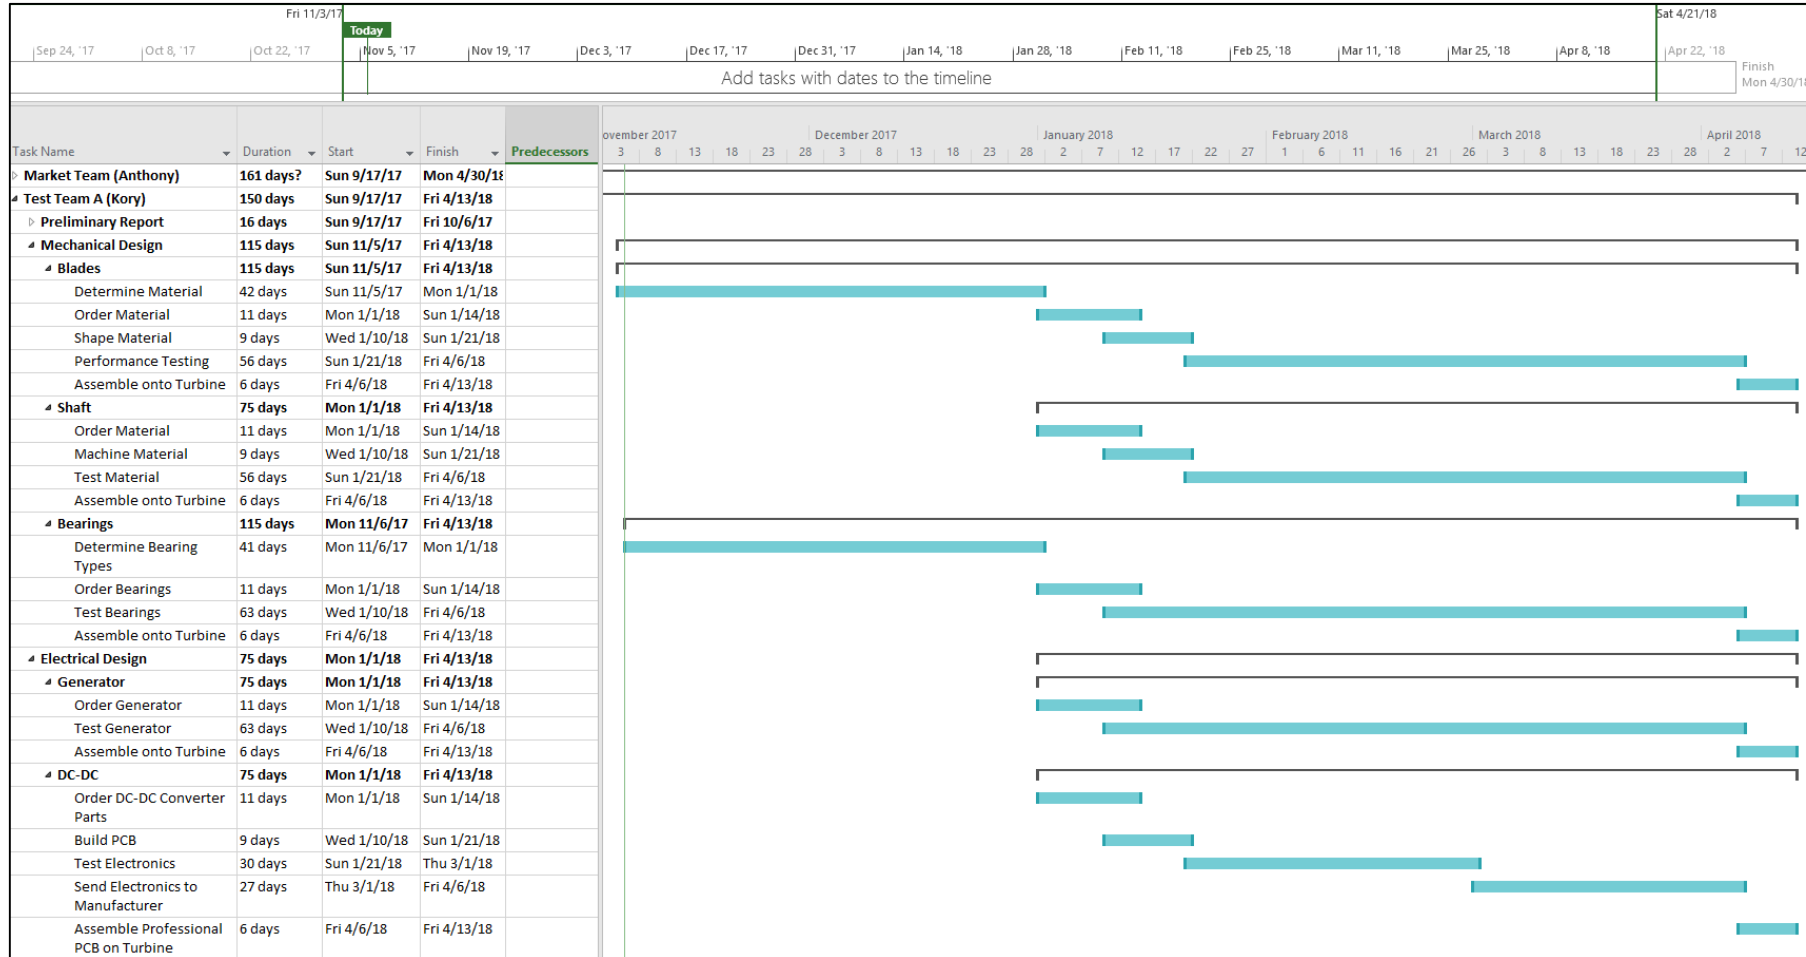 Fri 11/3/17 Sat 4/21/18
Today
Sep 24, '17 Oct 8, '17 Oct 22, '17 Nov 5, '17 Nov 19, '17 Dec 3, '17 Dec 17, '17 Dec 31, '17 Jan 14, '18 Jan 28, '18 Feb 11, '18 Feb 25, '18 Mar 11, '18 Mar 25, '18 Apr 8, '18 Apr 22, '18
Add tasks with dates to the timeline
Finish
Mon 4/30/18
ovember 2017 December 2017 January 2018 February 2018 March 2018 April 2018
Task Name Duration Start Finish Predecessors 3 8 13 18 23 28 3 8 13 18 23 28 2 7 12 17 22 27 1 6 11 16 21 26 3 8 13 18 23 28 2 7 12
Market Team (Anthony) 161 days? Sun 9/17/17 Mon 4/30/18
Test Team A (Kory) 150 days Sun 9/17/17 Fri 4/13/18
Preliminary Report 16 days Sun 9/17/17 Fri 10/6/17
Mechanical Design 115 days Sun 11/5/17 Fri 4/13/18
Blades 115 days Sun 11/5/17 Fri 4/13/18
Determine Material 42 days Sun 11/5/17 Mon 1/1/18
Order Material 11 days Mon 1/1/18 Sun 1/14/18
Shape Material 9 days Wed 1/10/18 Sun 1/21/18
Performance Testing 56 days Sun 1/21/18 Fri 4/6/18
Assemble onto Turbine 6 days Fri 4/6/18 Fri 4/13/18
Shaft 75 days Mon 1/1/18 Fri 4/13/18
Order Material 11 days Mon 1/1/18 Sun 1/14/18
Machine Material 9 days Wed 1/10/18 Sun 1/21/18
Test Material 56 days Sun 1/21/18 Fri 4/6/18
Assemble onto Turbine 6 days Fri 4/6/18 Fri 4/13/18
Bearings 115 days Mon 11/6/17 Fri 4/13/18
Determine Bearing 41 days Mon 11/6/17 Mon 1/1/18
Types
Order Bearings 11 days Mon 1/1/18 Sun 1/14/18
Test Bearings 63 days Wed 1/10/18 Fri 4/6/18
Assemble onto Turbine 6 days Fri 4/6/18 Fri 4/13/18
Electrical Design 75 days Mon 1/1/18 Fri 4/13/18
Generator 75 days Mon 1/1/18 Fri 4/13/18
Order Generator 11 days Mon 1/1/18 Sun 1/14/18
Test Generator 63 days Wed 1/10/18 Fri 4/6/18
Assemble onto Turbine 6 days Fri 4/6/18 Fri 4/13/18
DC-DC 75 days Mon 1/1/18 Fri 4/13/18
Order DC-DC Converter 11 days Mon 1/1/18 Sun 1/14/18
Parts
Build PCB 9 days Wed 1/10/18 Sun 1/21/18
Test Electronics 30 days Sun 1/21/18 Thu 3/1/18
Send Electronics to 27 days Thu 3/1/18 Fri 4/6/18
Manufacturer
Assemble Professional 6 days Fri 4/6/18 Fri 4/13/18
PCB on Turbine